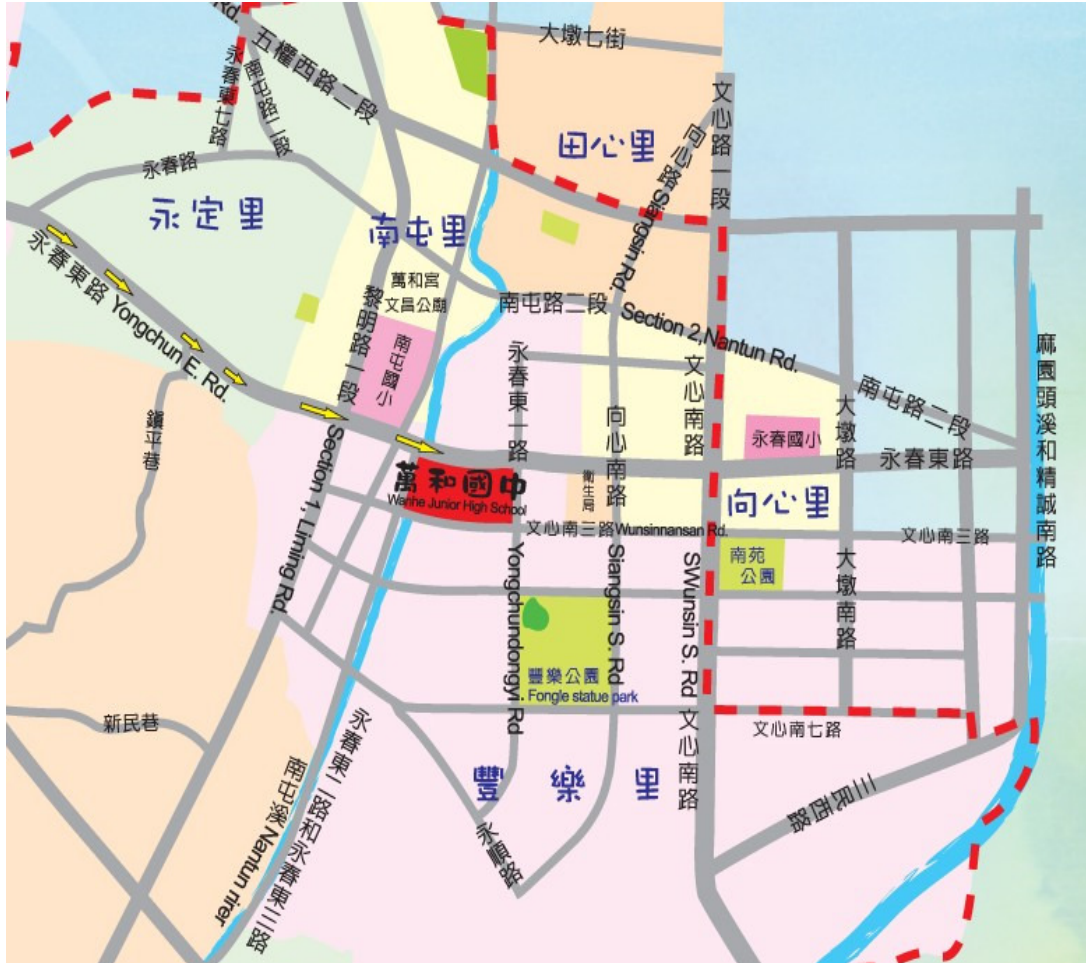 Rd.
五權西路二段
大墩七街
永春東七路
南屯路二段
文心路一段
向心路 Siangsin Rd.
田心里
永春路
永定里
南屯里
萬和宮
文昌公廟
永春東路 Yongchun E. Rd.
黎明路一段
Section 1, Liming Rd.
南屯國小
南屯路二段
Section 2,Nantun Rd.
南屯路二段
麻園頭溪和精誠南路
永春東一路
文心南路
向心南路
大墩路
永春國小
永春東路
鎮平巷
萬和國中
Wanhe Junior High School
衛生局
向心里
文心南三路 Wunsinnansan Rd.
文心南三路
南苑
公園
大墩南路
Yongchundongyi Rd
Siangsin S. Rd
SWunsin S. Rd
文心南路
豐樂公園
Fongle statue park
新民巷
文心南七路
豐樂里
三民西路
永順路
南屯溪 Nantun rirer
永春東二路和永春東三路